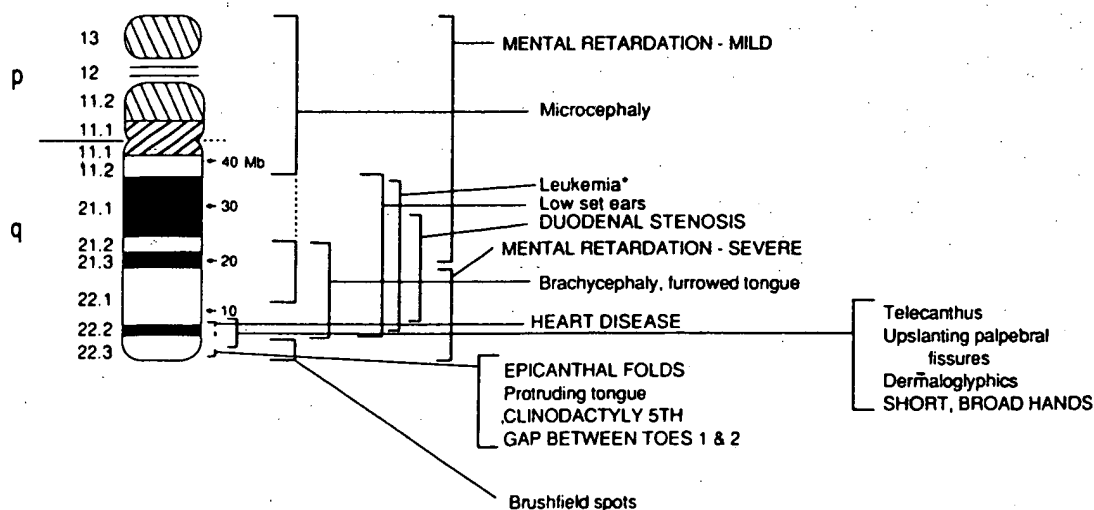 p
13
12
11.2
11.1
q
11.1
11.2
21.1
21.2
21.3
22.1
22.2
22.3
40 Mb
30
20
10
MENTAL RETARDATION - MILD
Microcephaly
Leukemia*
Low set ears
DUODENAL STENOSIS
MENTAL RETARDATION - SEVERE
Brachycephaly, furrowed tongue
HEART DISEASE
Telecanthus
Upslanting palpebral
fissures
Dermaloglyphics
SHORT, BROAD HANDS
EPICANTHAL FOLDS
Protruding tongue
CLINODACTYLY 5TH
GAP BETWEEN TOES 1 & 2
Brushfield spots